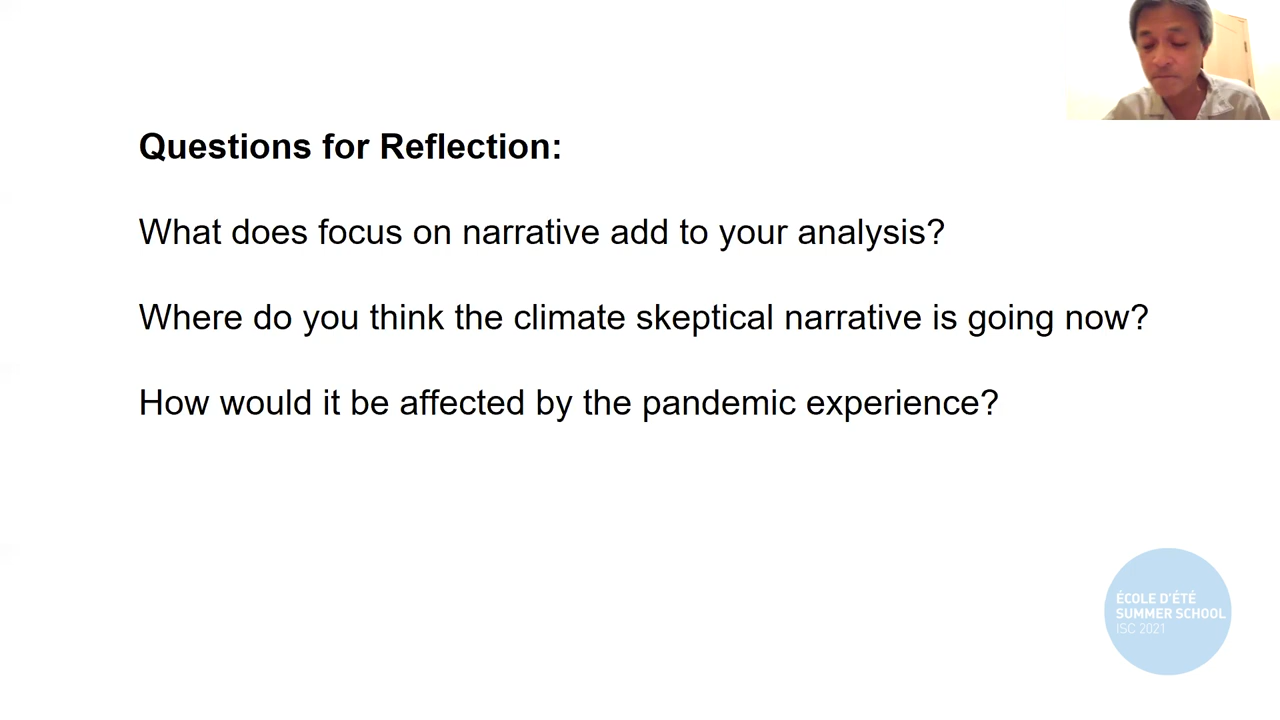 Questions for Reflection:
What does focus on narrative add to your analysis?
Where do you think the climate skeptical narrative is going now?
How would it be affected by the pandemic experience?
ÉCOLE D'ÉTÉ
SUMMER SCHOOL
ISC 2021